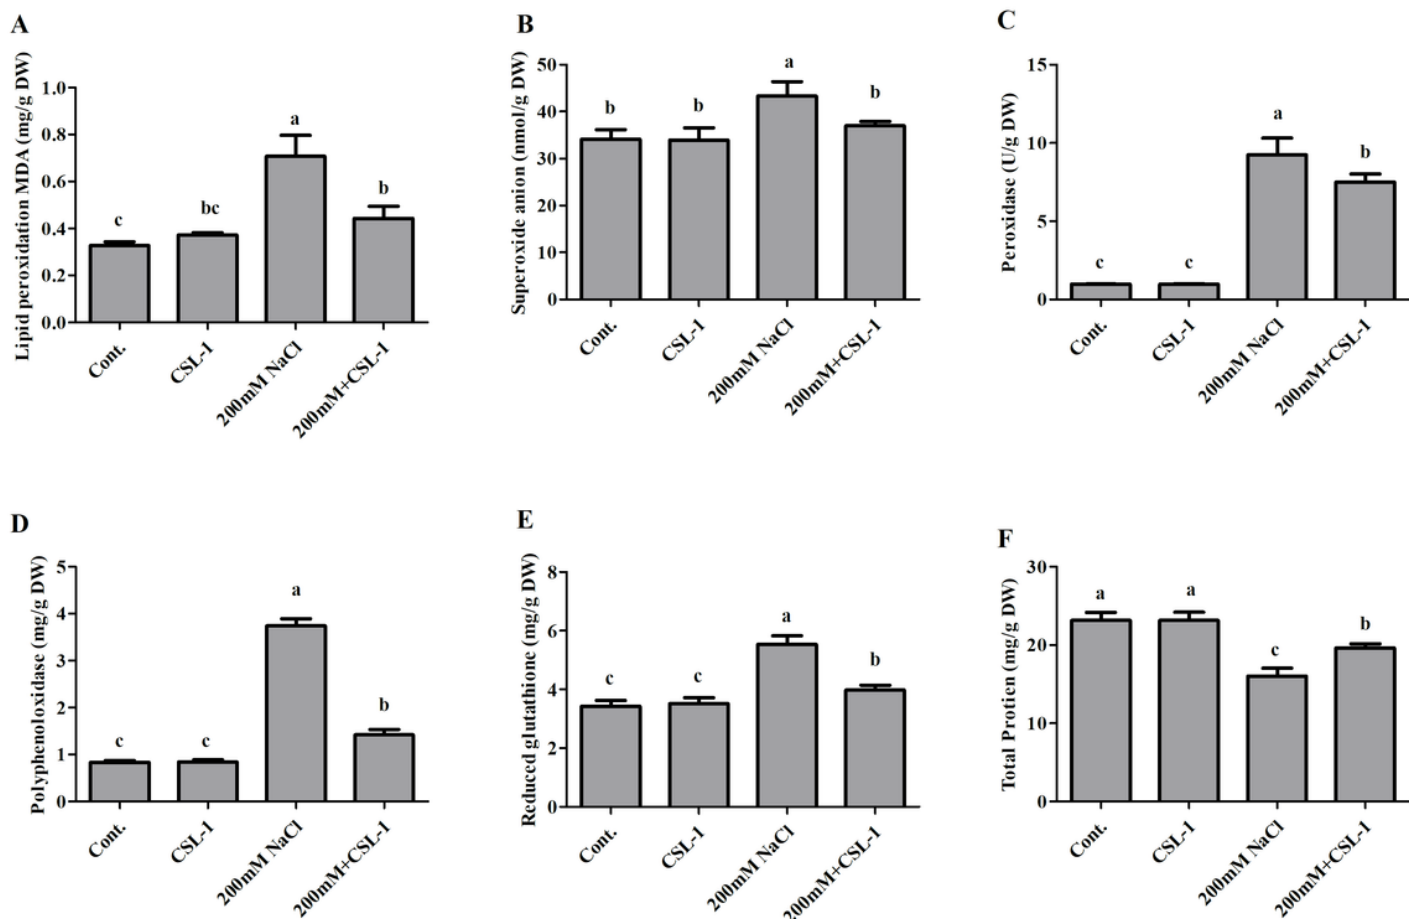 A
Lipid peroxidation MDA (mg/g DW)
1.0
0.8
0.6
0.4
0.2
0.0
c
bc
a
b
Cont.
CSL-1
200mM NaCl
200mM+CSL-1
B
Superoxide anion (nmol/g DW)
50
40
30
20
10
0
b
b
a
b
Cont.
CSL-1
200mM NaCl
200mM+CSL-1
C
Peroxidase (U/g DW)
15
10
5
0
c
c
a
b
Cont.
CSL-1
200mM NaCl
200mM+CSL-1
D
Polyphenoloxidase (mg/g DW)
5
4
3
2
1
0
c
c
a
b
Cont.
CSL-1
200mM NaCl
200mM+CSL-1
E
Reduced glutathione (mg/g DW)
8
6
4
2
0
c
c
a
b
Cont.
CSL-1
200mM NaCl
200mM+CSL-1
F
Total Protien (mg/g DW)
30
20
10
0
a
a
c
b
Cont.
CSL-1
200mM NaCl
200mM+CSL-1